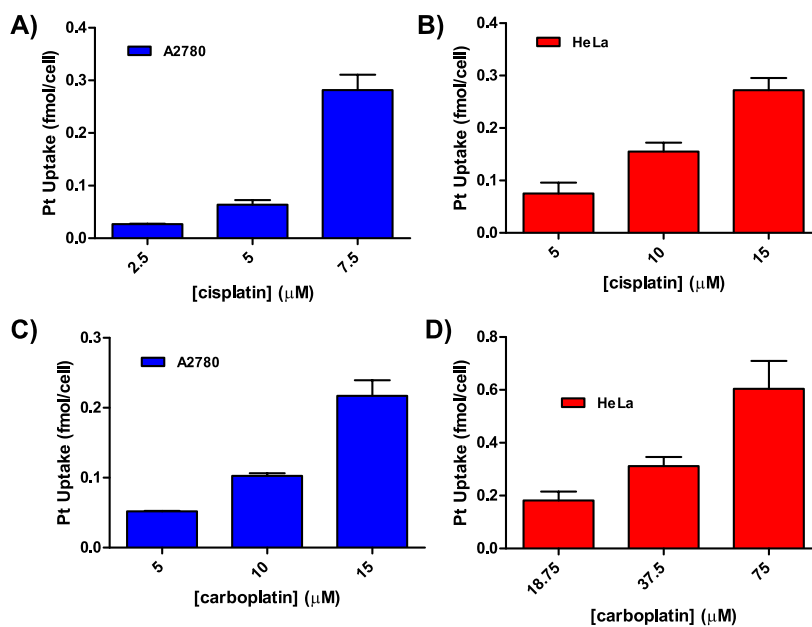 A)
A2780
Pt Uptake (fmol/cell)
0.4
0.3
0.2
0.1
0.0
2.5
5
7.5
[cisplatin] (μM)
B)
HeLa
Pt Uptake (fmol/cell)
0.4
0.3
0.2
0.1
0.0
5
10
15
[cisplatin] (μM)
C)
A2780
Pt Uptake (fmol/cell)
0.3
0.2
0.1
0.0
5
10
15
[carboplatin] (μM)
D)
HeLa
Pt Uptake (fmol/cell)
0.8
0.6
0.4
0.2
0.0
18.75
37.5
75
[carboplatin] (μM)